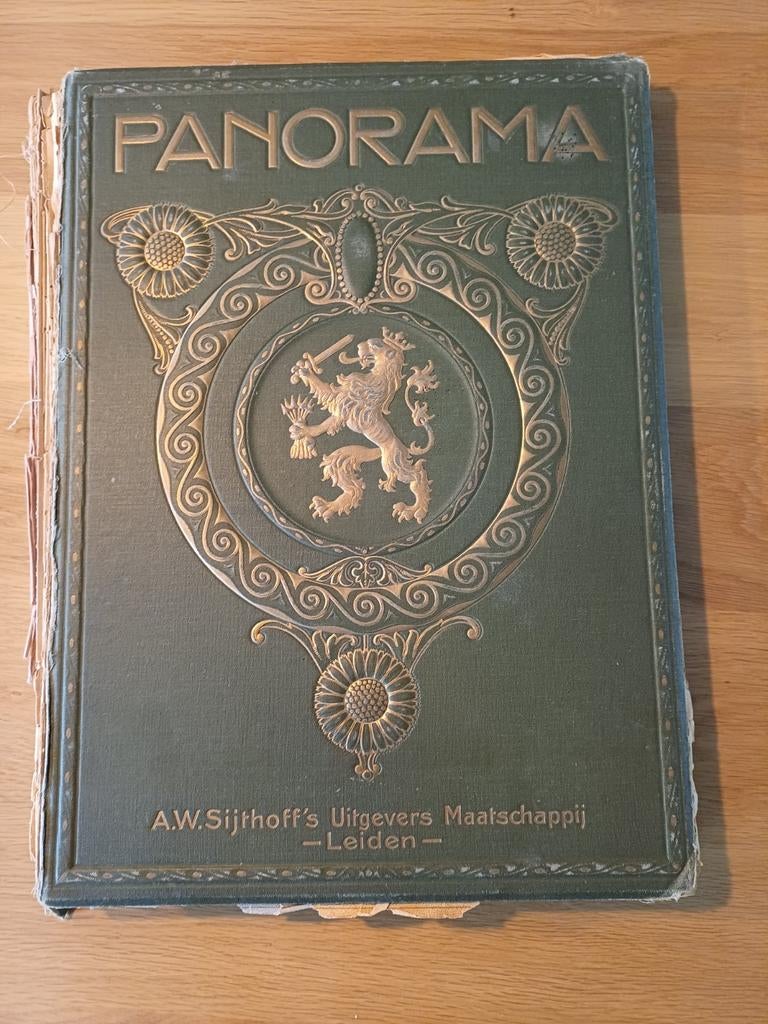 PANORAMA
A.W.Sijthoff's Uitgevers Maatschappij
—Leiden—